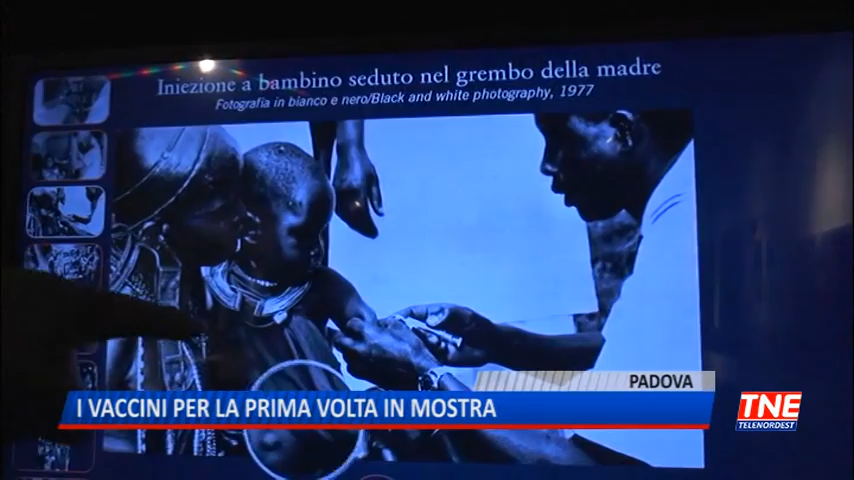 Iniezione a bambino seduto nel grembo della madre
Fotografia in bianco e nero/Black and white photography, 1977
PADOVA
I VACCINI PER LA PRIMA VOLTA IN MOSTRA
TNE
TELENORDEST